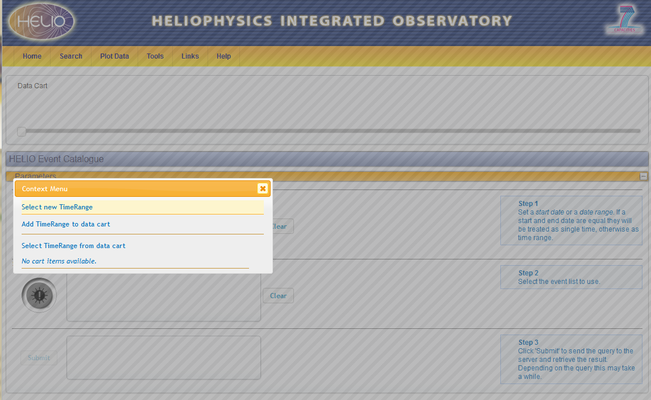 HELIO
HELIOPHYSICS INTEGRATED OBSERVATORY
Home Search Plot Data Tools Links Help
Data Cart
HELIO Event Catalogue
Parameters
Context Menu
Select new TimeRange
Add TimeRange to data cart
Select TimeRange from data cart
No cart items available.
Clear
Step 1
Set a start date or a date range. If a
start and end date are equal they will
be treated as single time, otherwise as
time range.
Clear
Step 2
Select the event list to use.
Submit
Step 3
Click 'Submit' to send the query to the
server and retrieve the result.
Depending on the query this may take
a while.